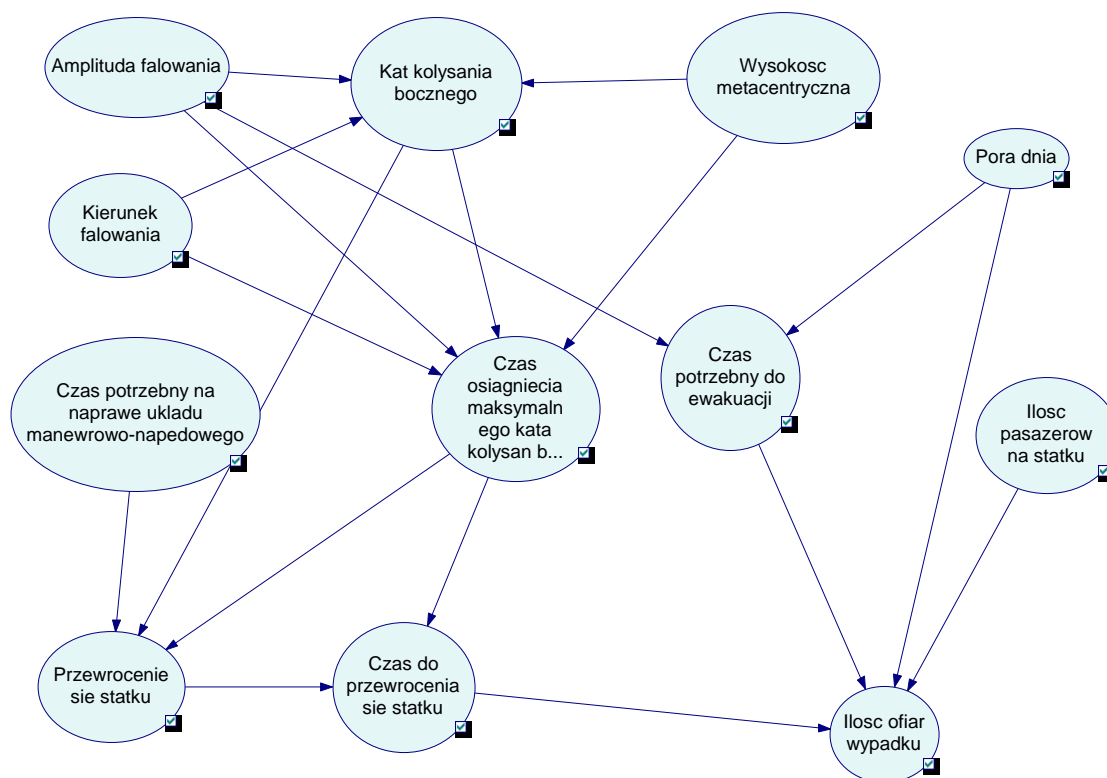 Amplituda falowania
Kat kolysania
bocznego
Wysokosc
metacentryczna
Pora dnia
Kierunek
falowania
Czas potrzebny na
naprawe ukladu
manewrowo-napedowego
Czas
osiagniecia
maksymaln
ego kata
kolysan b...
Czas
potrzebny do
ewakuacji
Ilosc
pasazerow
na statku
Przewrocenie
sie statku
Czas do
przewrocenia
sie statku
Ilosc ofiar
wypadku